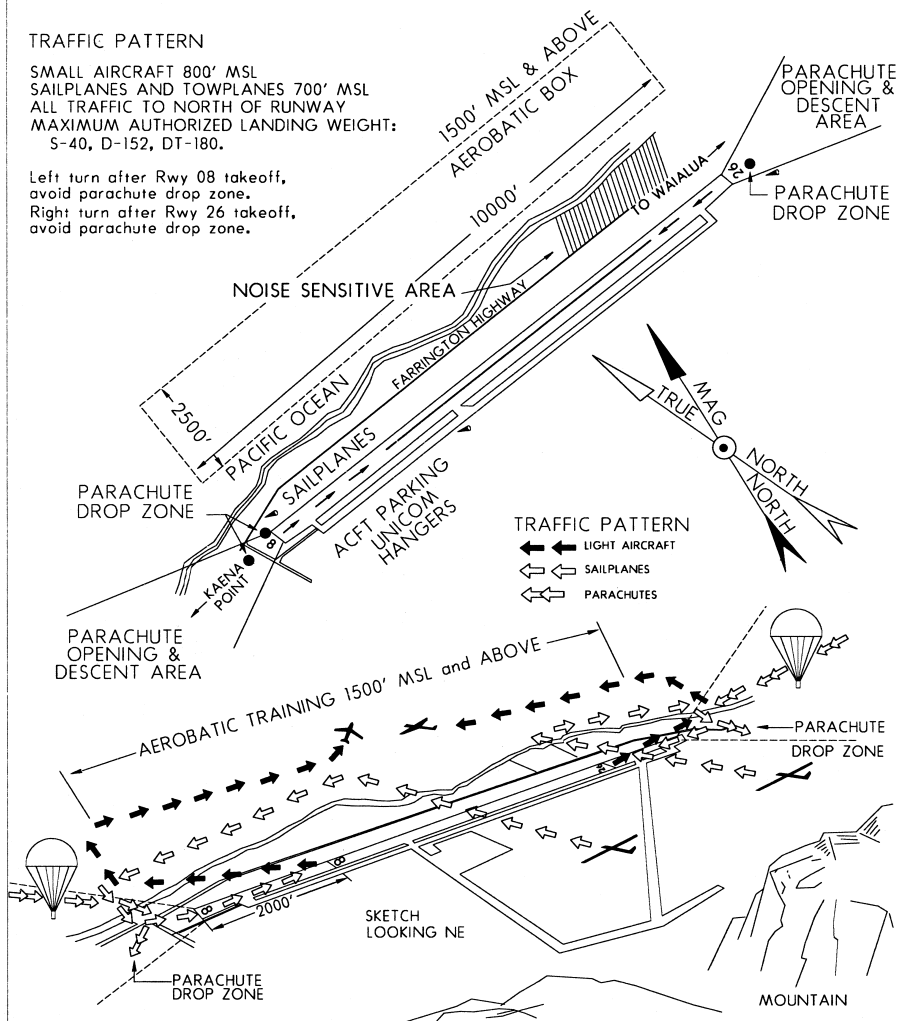 TRAFFIC PATTERN
SMALL AIRCRAFT 800' MSL
SAILPLANES AND TOWPLANES 700' MSL
ALL TRAFFIC TO NORTH OF RUNWAY
MAXIMUM AUTHORIZED LANDING WEIGHT:
S-40, D-152, DT-180.
Left turn after Rwy 08 takeoff,
avoid parachute drop zone.
Right turn after Rwy 26 takeoff,
avoid parachute drop zone.
1500' MSL & ABOVE
AEROBATIC BOX
10000'
2500'
PARACHUTE
OPENING &
DESCENT
AREA
26
TO WAIALUA
PARACHUTE
DROP ZONE
NOISE SENSITIVE AREA
FARRINGTON HIGHWAY
PACIFIC OCEAN
SAILPLANES
PARACHUTE
DROP ZONE
8
ACFT PARKING
UNICOM
HANGERS
KAENA
POINT
PARACHUTE
OPENING &
DESCENT AREA
MAG
TRUE
NORTH
NORTH
TRAFFIC PATTERN
LIGHT AIRCRAFT
SAILPLANES
PARACHUTES
AEROBATIC TRAINING 1500' MSL and ABOVE
PARACHUTE
DROP ZONE
8
8
2000'
SKETCH
LOOKING NE
PARACHUTE
DROP ZONE
MOUNTAIN